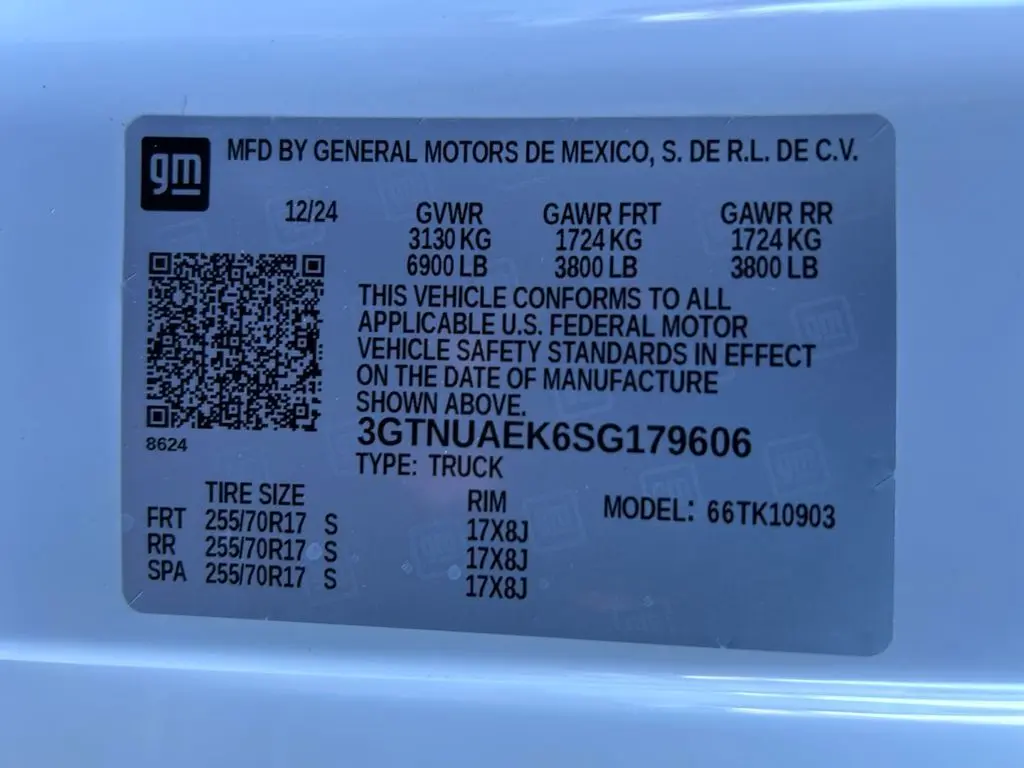 gm MFD BY GENERAL MOTORS DE MEXICO, S. DE R.L. DE C.V.
12/24 GVWR GAWR FRT GAWR RR
3130 KG 1724 KG 1724 KG
6900 LB 3800 LB 3800 LB
THIS VEHICLE CONFORMS TO ALL
APPLICABLE U.S. FEDERAL MOTOR
VEHICLE SAFETY STANDARDS IN EFFECT
ON THE DATE OF MANUFACTURE
SHOWN ABOVE.
8624
3GTNUAEK6SG179606
TYPE: TRUCK
TIRE SIZE RIM MODEL: 66TK10903
FRT 255/70R17 S 17X8J
RR 255/70R17 S 17X8J
SPA 255/70R17 S 17X8J